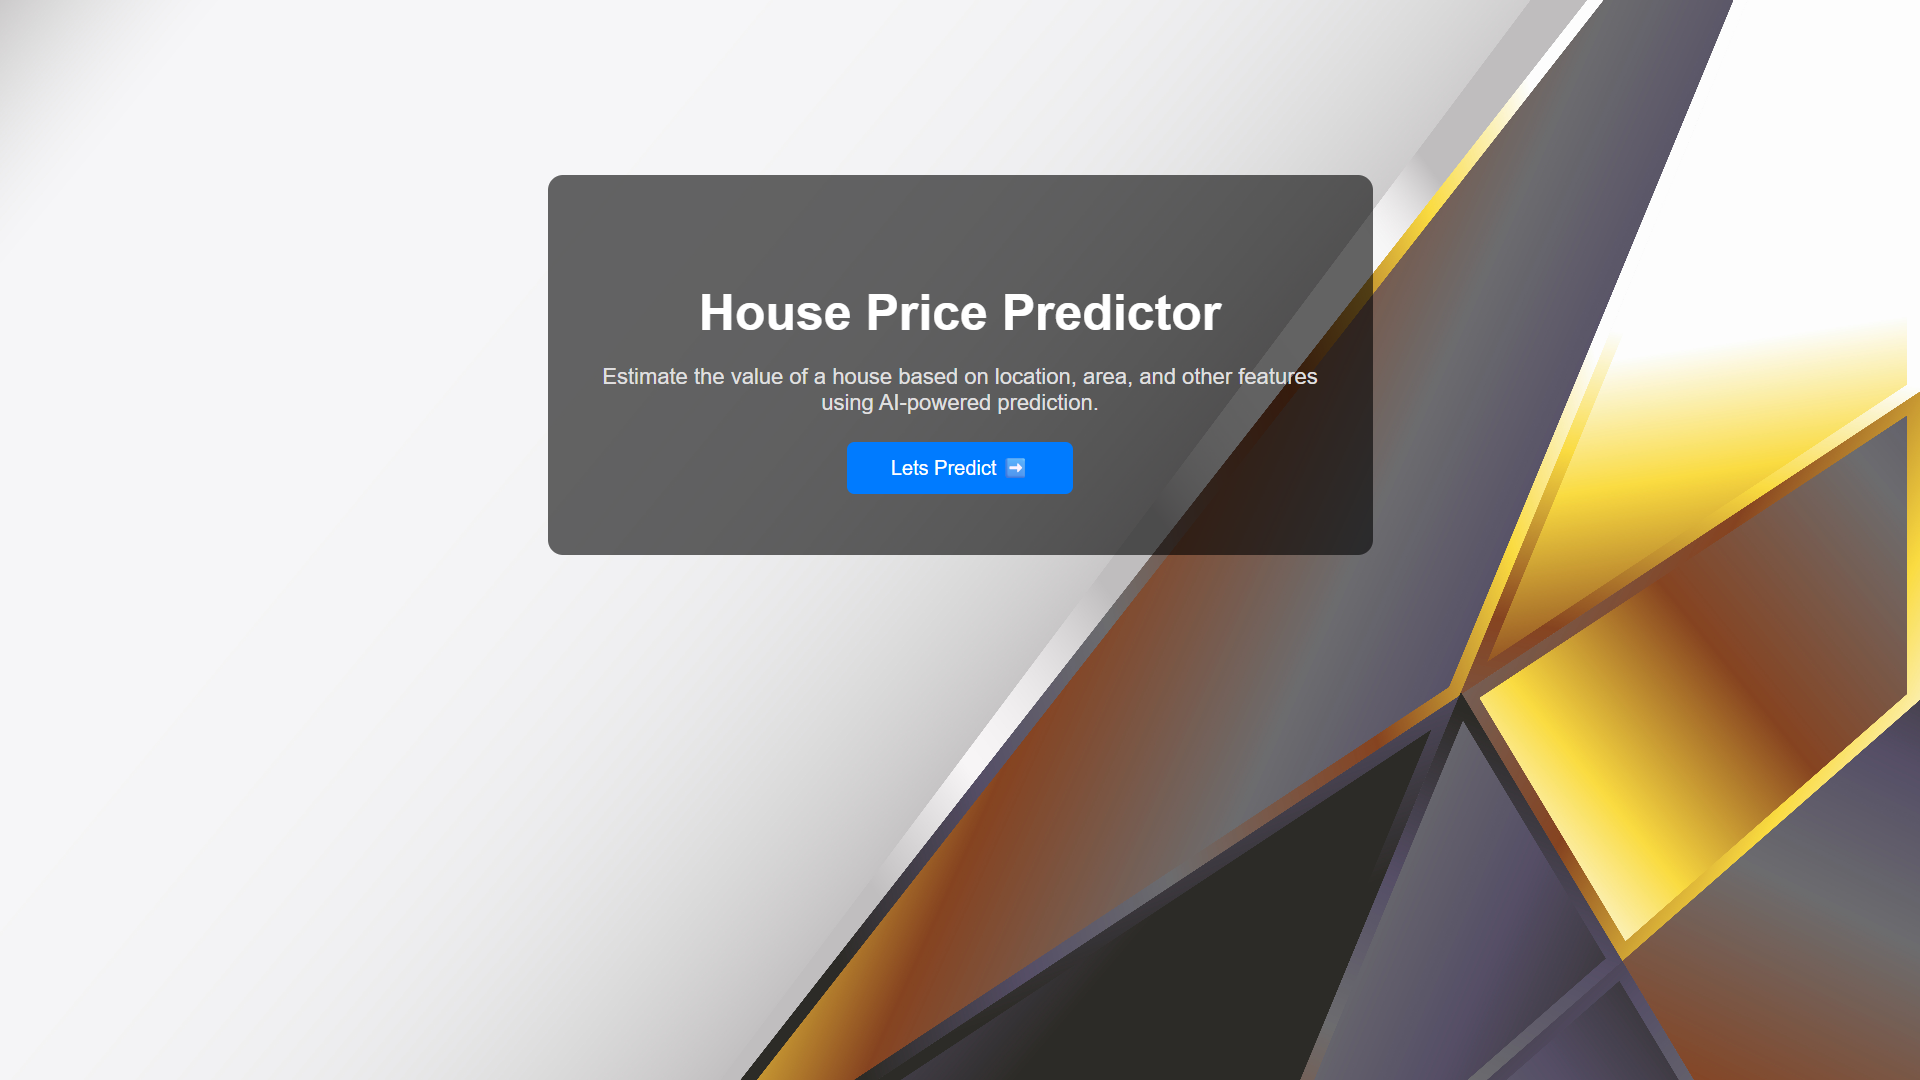 House Price Predictor
Estimate the value of a house based on location, area, and other features
using AI-powered prediction.
Lets Predict ➡️